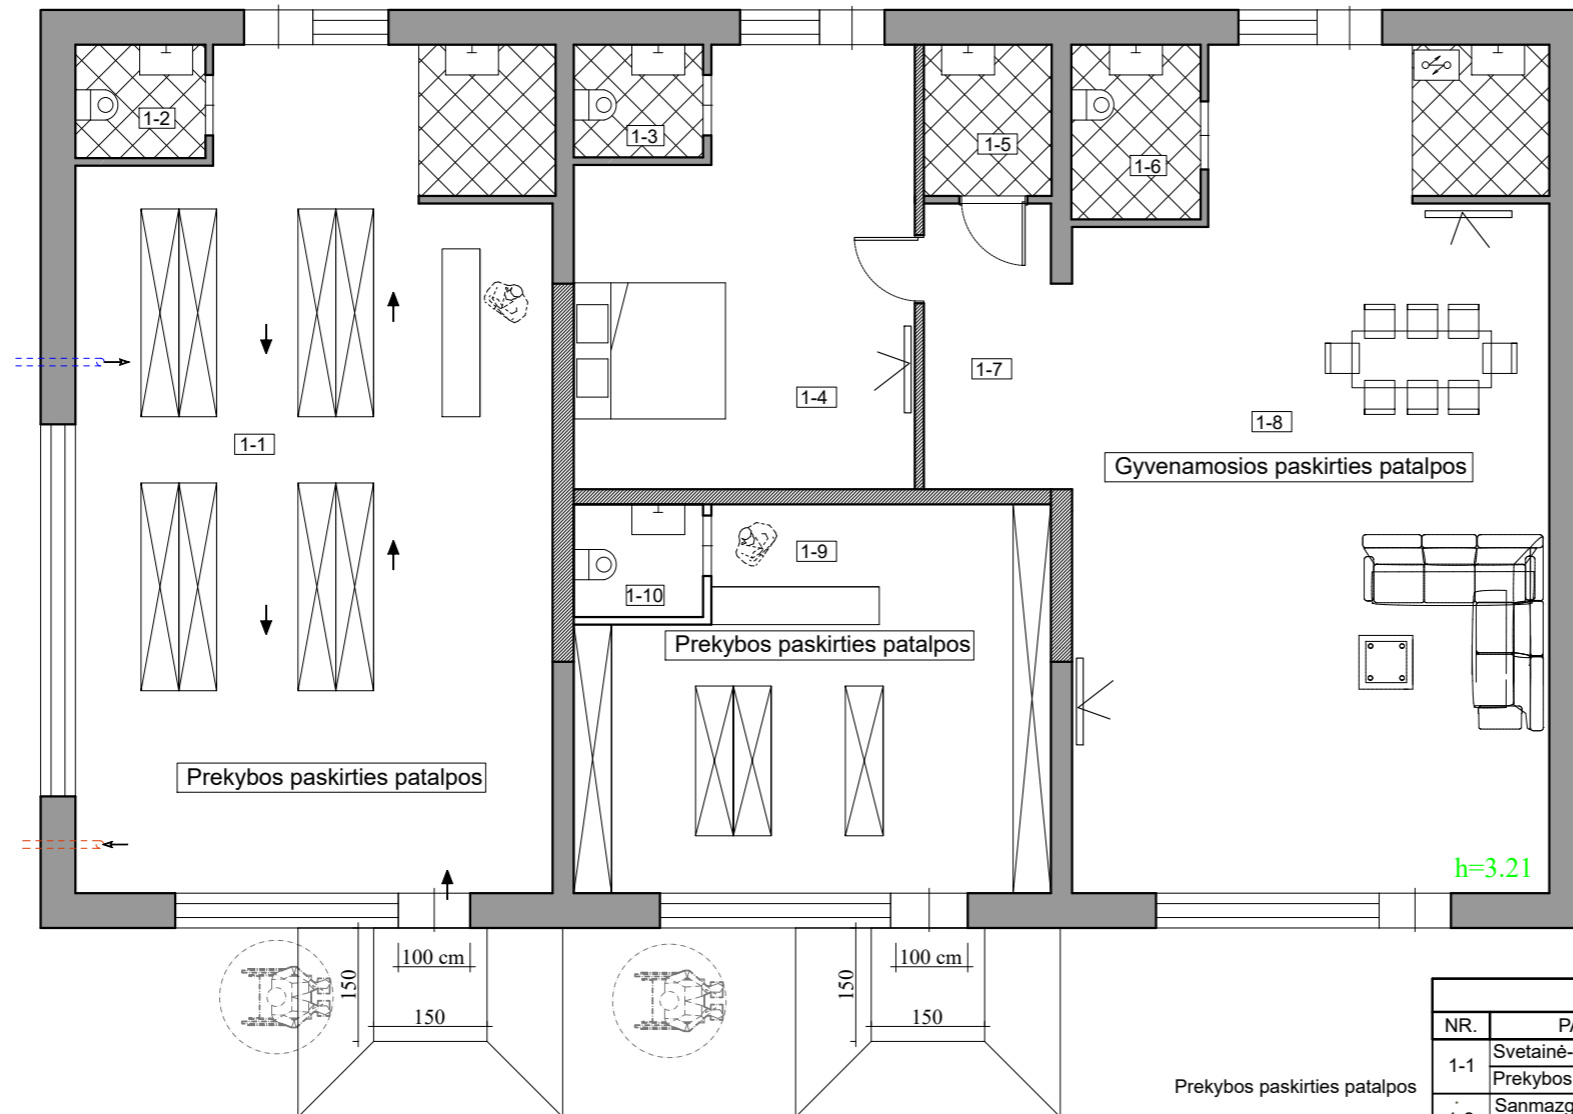 1-2
1-3
1-5
1-6
1-4
1-7
1-8
1-1
Gyvenamosios paskirties patalpos
1-9
1-10
Prekybos paskirties patalpos
Prekybos paskirties patalpos
h=3.21
100 cm
150
150
100 cm
150
150
Prekybos paskirties patalpos
NR.
1-1
Svetainė-
Prekybos
Sanmazg